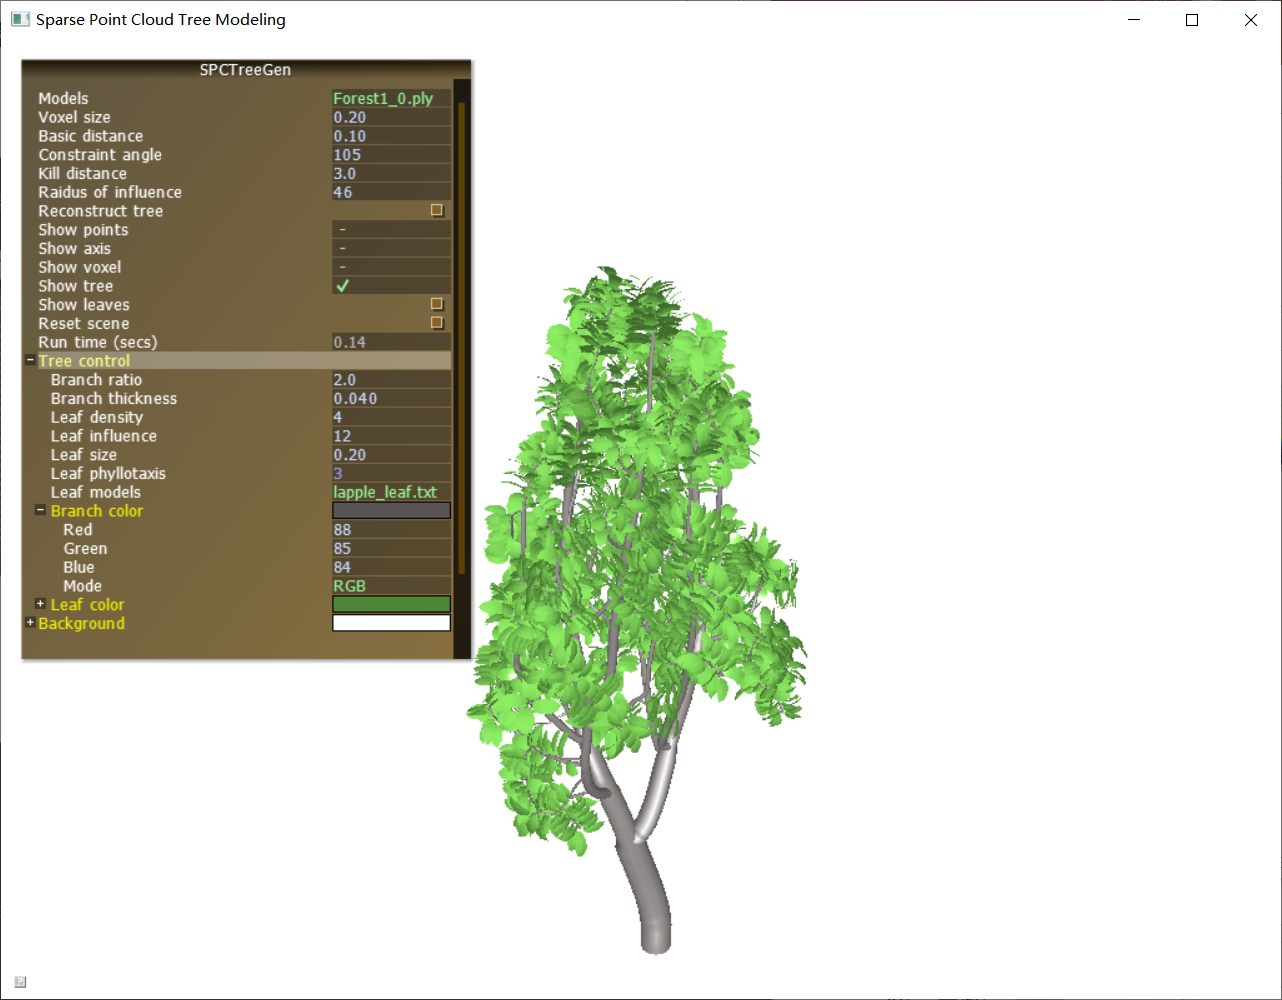 Sparse Point Cloud Tree Modeling
SPCTreeGen
Models Forest1_0.ply
Voxel size 0.20
Basic distance 0.10
Constraint angle 105
Kill distance 3.0
Raidus of influence 46
Reconstruct tree
Show points -
Show axis -
Show voxel -
Show tree ✓
Show leaves
Reset scene
Run time (secs) 0.14
- Tree control
Branch ratio 2.0
Branch thickness 0.040
Leaf density 4
Leaf influence 12
Leaf size 0.20
Leaf phyllotaxis 3
Leaf models lapple_leaf.txt
- Branch color
Red 88
Green 85
Blue 84
Mode RGB
+ Leaf color
+ Background
?